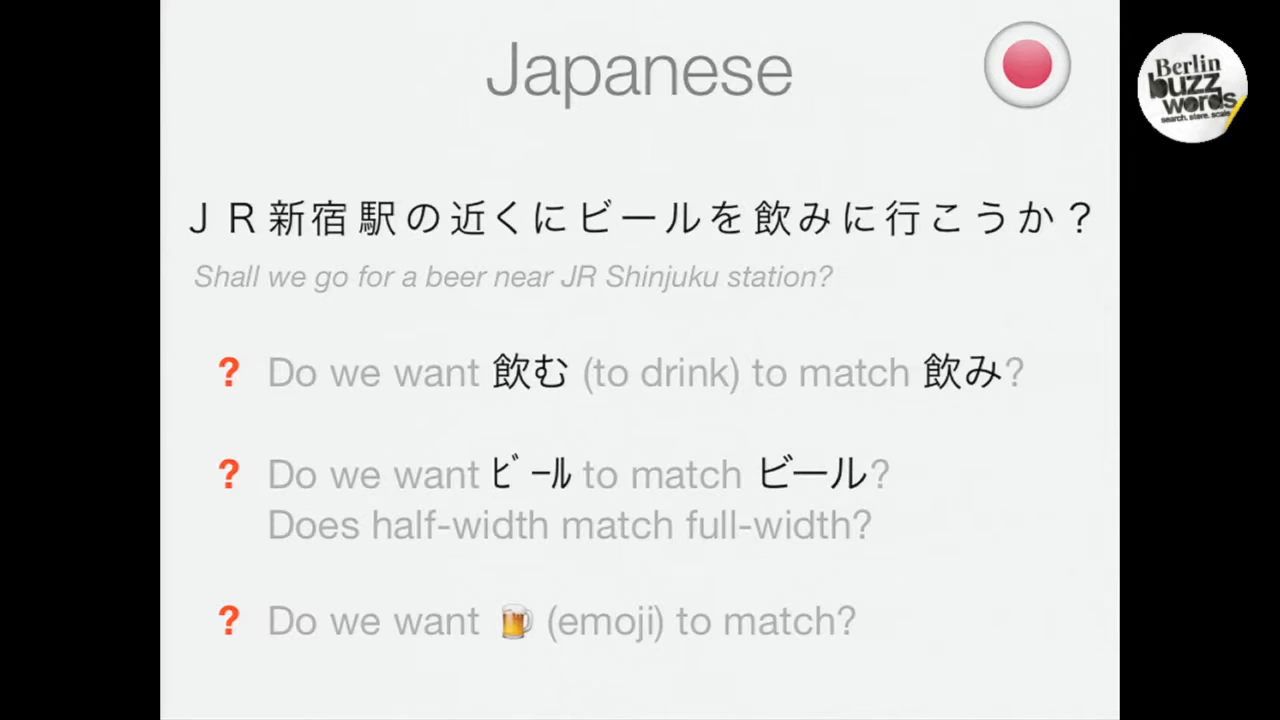 Japanese
Berlin
buzz
words
search. store. scale
ＪＲ新宿駅の近くにビールを飲みに行こうか？
Shall we go for a beer near JR Shinjuku station?
? Do we want 飲む (to drink) to match 飲み?
? Do we want ﾋﾞｰﾙ to match ビール?
Does half-width match full-width?
? Do we want 🍺 (emoji) to match?